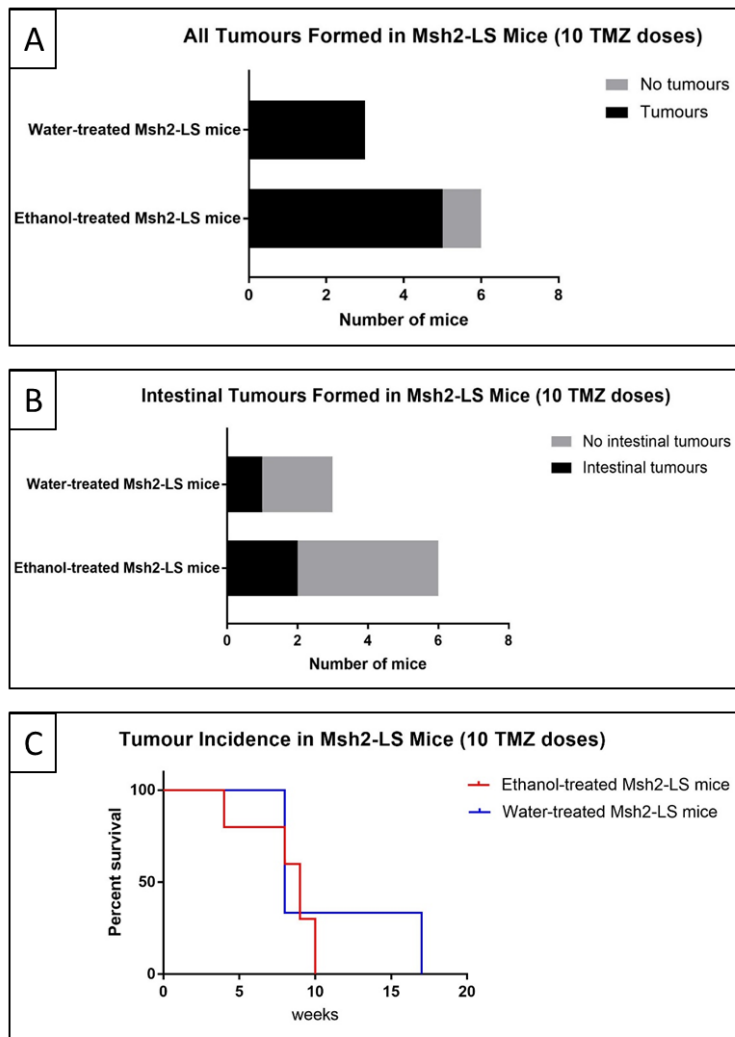 A
All Tumours Formed in Msh2-LS Mice (10 TMZ doses)
No tumours
Tumours
Water-treated Msh2-LS mice
Ethanol-treated Msh2-LS mice
0 2 4 6 8
Number of mice
B
Intestinal Tumours Formed in Msh2-LS Mice (10 TMZ doses)
No intestinal tumours
Intestinal tumours
Water-treated Msh2-LS mice
Ethanol-treated Msh2-LS mice
0 2 4 6 8
Number of mice
C
Tumour Incidence in Msh2-LS Mice (10 TMZ doses)
Ethanol-treated Msh2-LS mice
Water-treated Msh2-LS mice
Percent survival
100
50
0
0 5 10 15 20
weeks